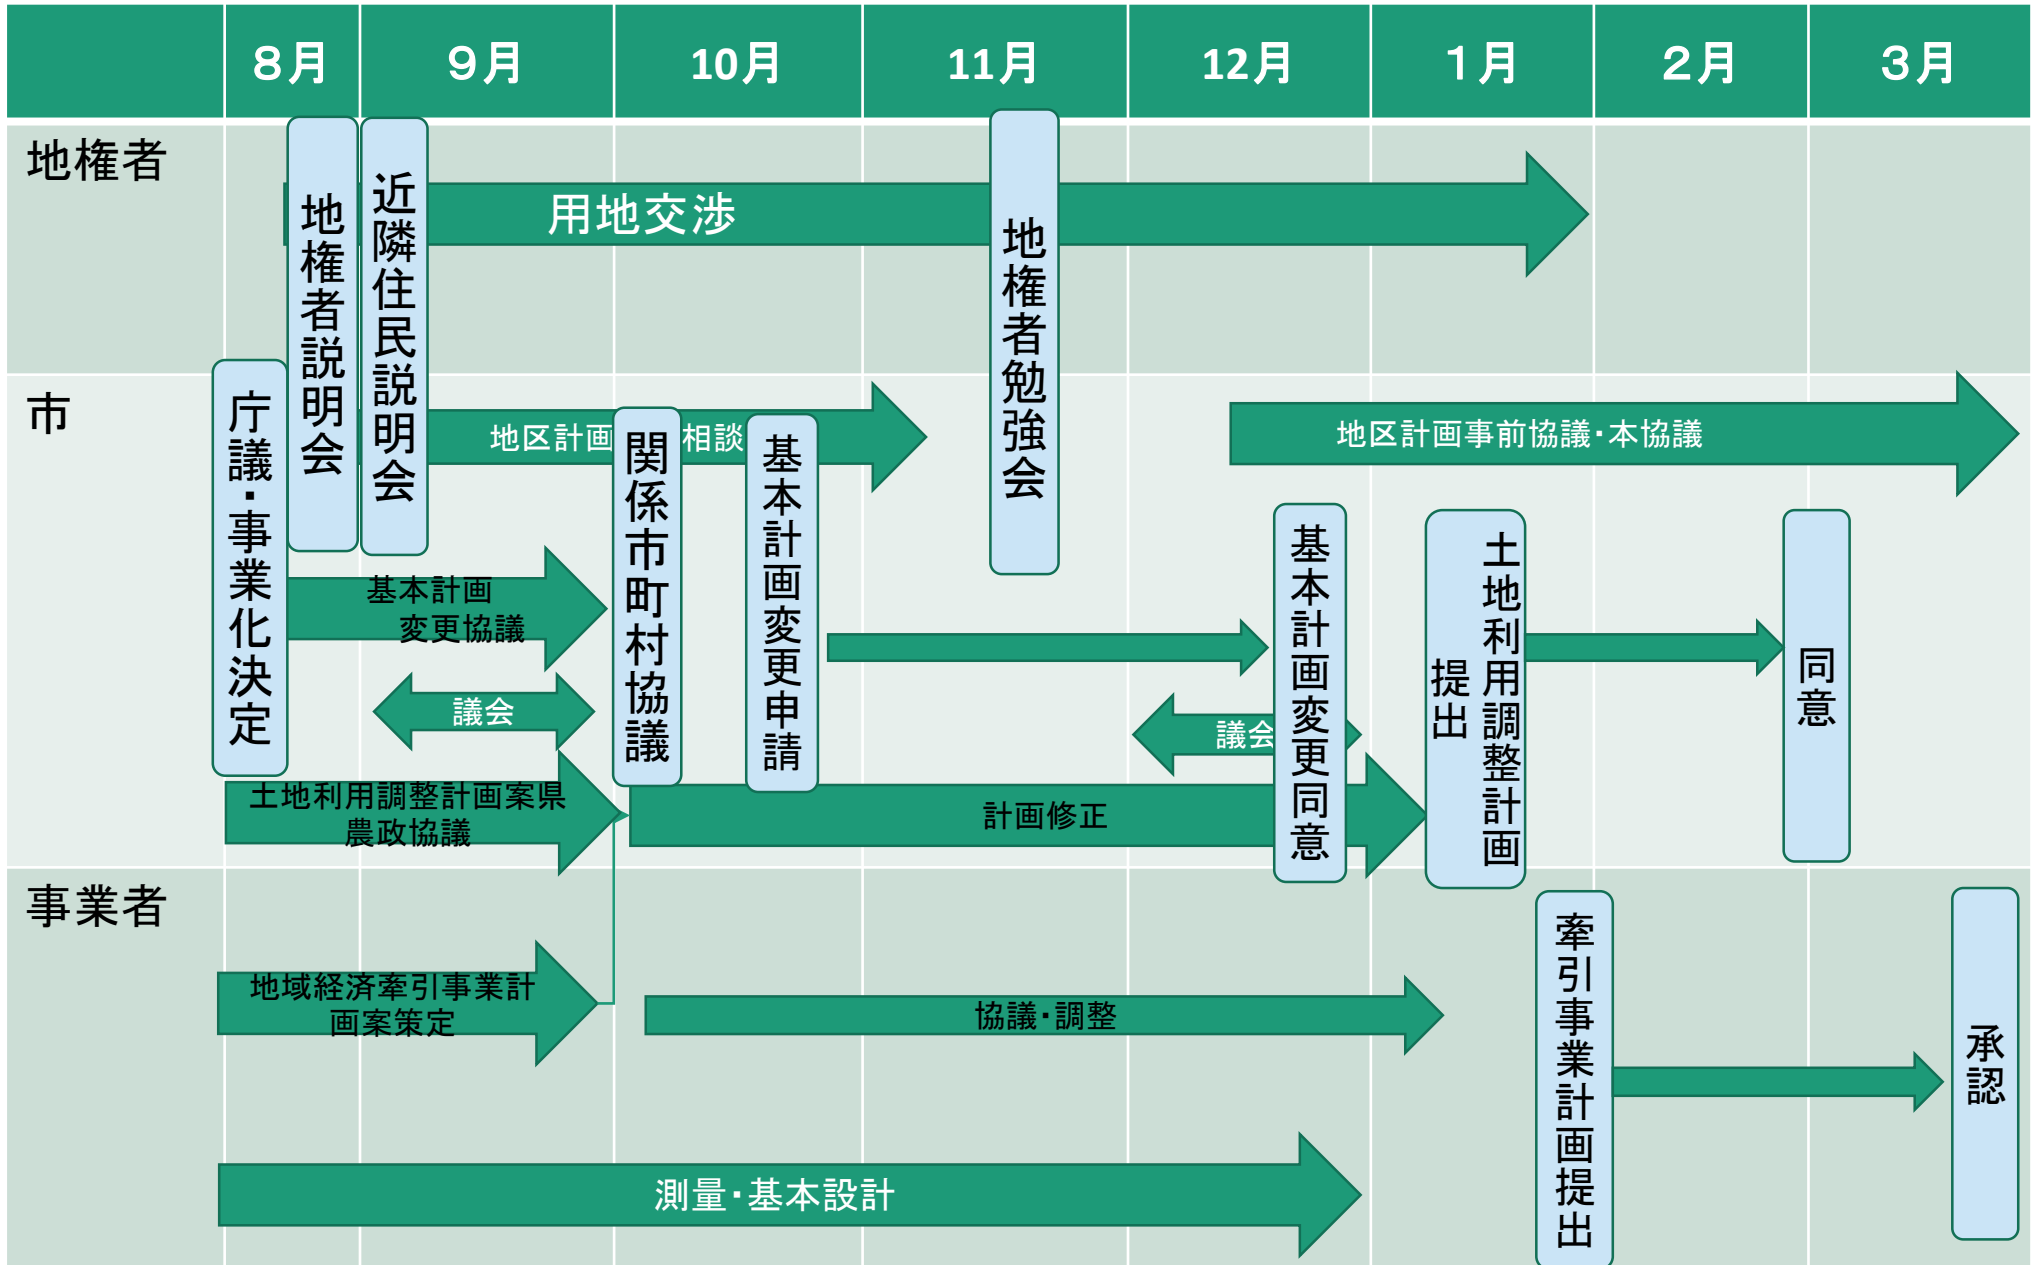 ８月
９月
10月
11月
12月
１月
２月
３月
地権者
用地交渉
地権者説明会
近隣住民説明会
地権者勉強会
市
庁議・事業化決定
地区計画
相談
関係市町村協議
基本計画変更申請
地区計画事前協議・本協議
基本計画
変更協議
議会
議会
基本計画変更同意
土地利用調整計画
提出
同意
土地利用調整計画案県
農政協議
計画修正
事業者
地域経済牽引事業計
画案策定
協議・調整
牽引事業計画提出
承認
測量・基本設計